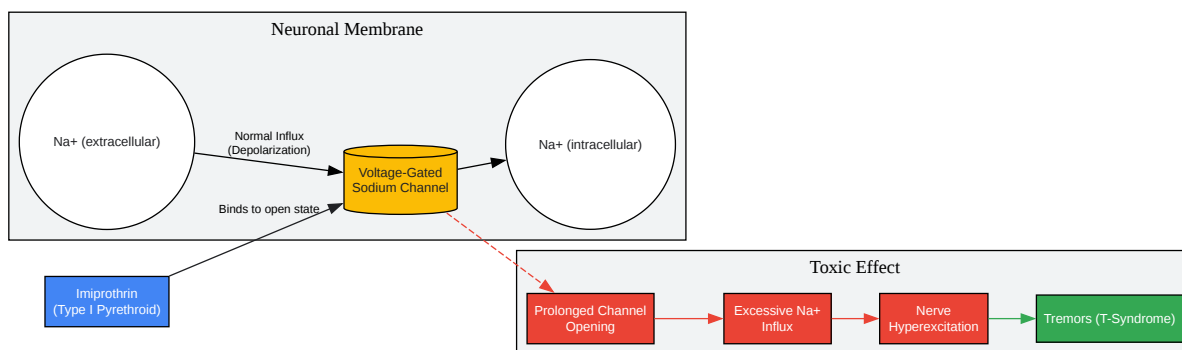 Neuronal Membrane
Na+ (extracellular)
Normal Influx
(Depolarization)
Voltage-Gated
Sodium Channel
Na+ (intracellular)
Binds to open state
Imiprothrin
(Type I Pyrethroid)
Toxic Effect
Prolonged Channel
Opening
Excessive Na+
Influx
Nerve
Hyperexcitation
Tremors (T-Syndrome)